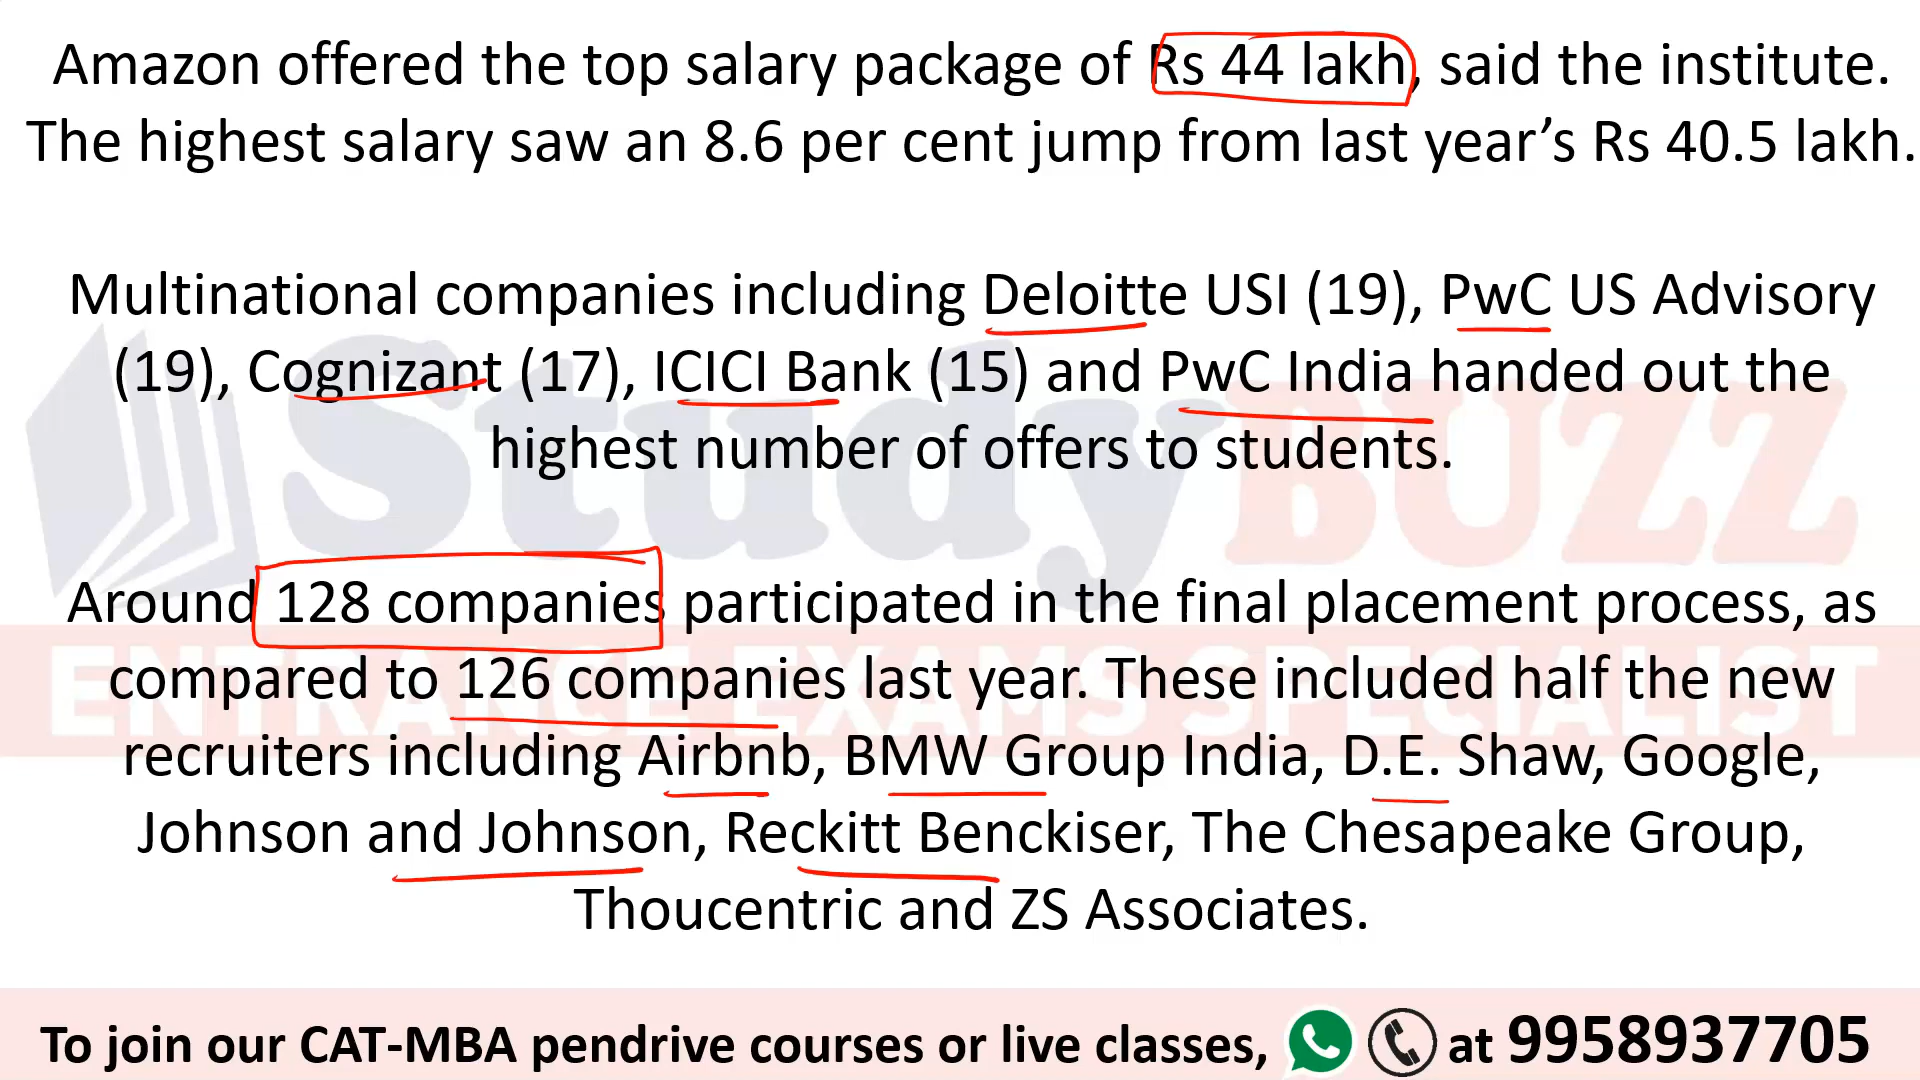 Amazon offered the top salary package of Rs 44 lakh, said the institute.
The highest salary saw an 8.6 per cent jump from last year’s Rs 40.5 lakh.
Multinational companies including Deloitte USI (19), PwC US Advisory
(19), Cognizant (17), ICICI Bank (15) and PwC India handed out the
highest number of offers to students.
StudyBUZZ
Around 128 companies participated in the final placement process, as
compared to 126 companies last year. These included half the new
ENTRANCE EXAMS SPECIALIST
recruiters including Airbnb, BMW Group India, D.E. Shaw, Google,
Johnson and Johnson, Reckitt Benckiser, The Chesapeake Group,
Thoucentric and ZS Associates.
To join our CAT-MBA pendrive courses or live classes, at 9958937705